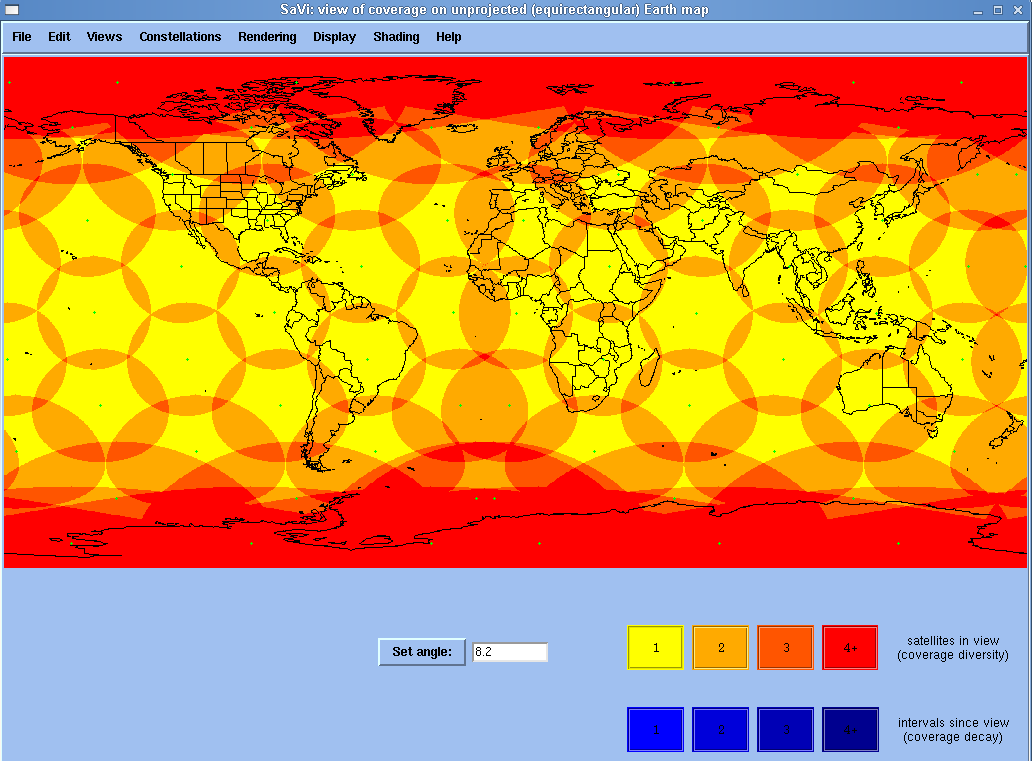 SaVi: view of coverage on unprojected (equirectangular) Earth map
File Edit Views Constellations Rendering Display Shading Help
Set angle: 8.2
1 2 3 4+
satellites in view
(coverage diversity)
1 2 3 4+
intervals since view
(coverage decay)